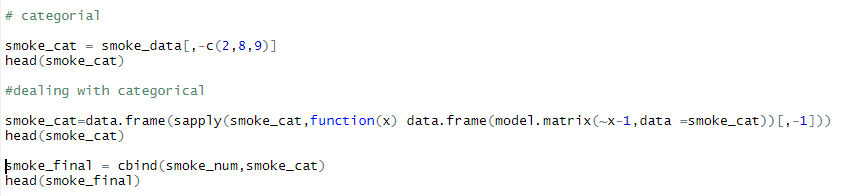 # categorial
smoke_cat = smoke_data[,-c(2,8,9)]
head(smoke_cat)
#dealing with categorical
smoke_cat=data.frame(sapply(smoke_cat,function(x) data.frame(model.matrix(~x-1,data =smoke_cat))[,-1]))
head(smoke_cat)
smoke_final = cbind(smoke_num,smoke_cat)
head(smoke_final)